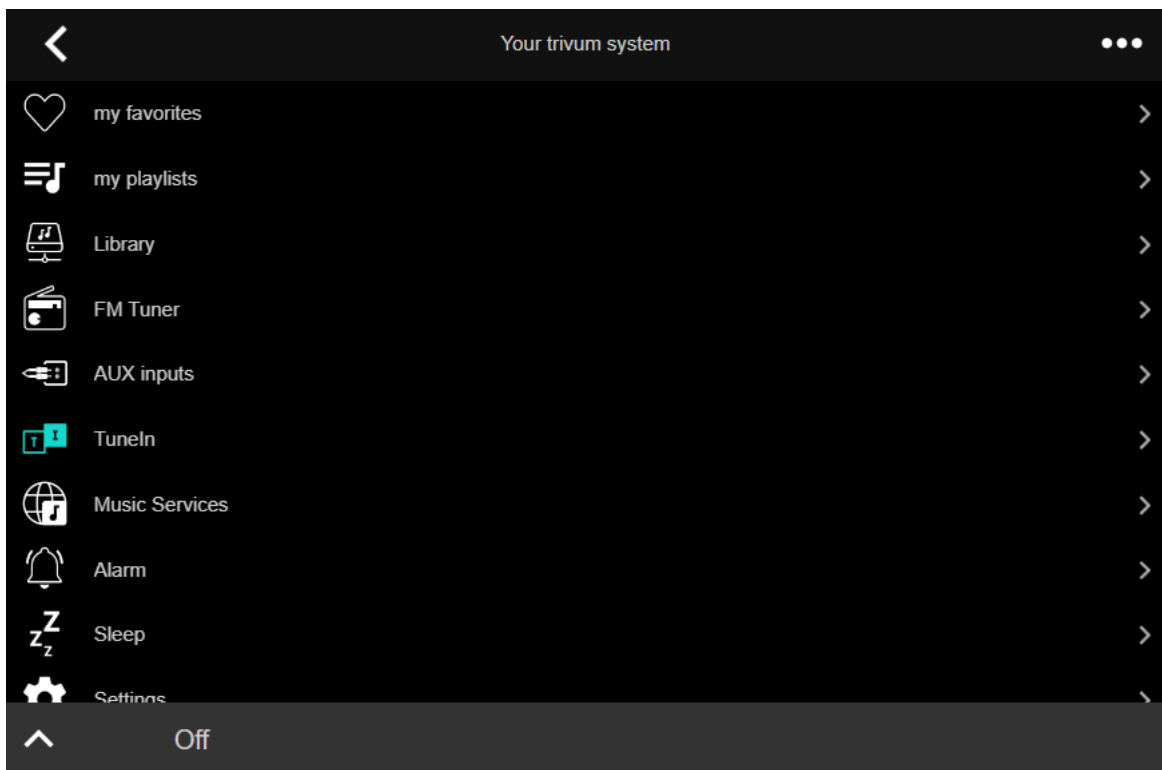 Your trivum system
my favorites
my playlists
Library
FM Tuner
AUX inputs
T I
TuneIn
Music Services
Alarm
Z
z
z
Sleep
Settings
Off